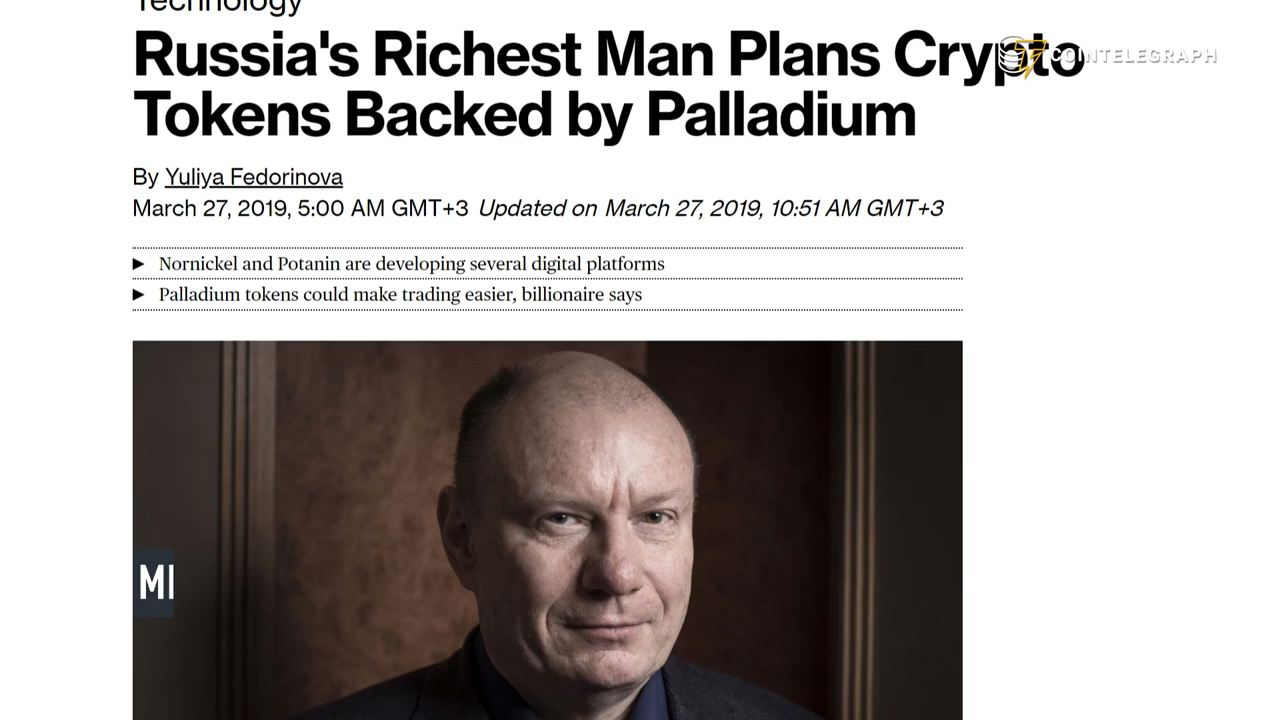 Technology
Russia's Richest Man Plans Crypto
Tokens Backed by Palladium
COINTELEGRAPH
By Yuliya Fedorinova
March 27, 2019, 5:00 AM GMT+3 Updated on March 27, 2019, 10:51 AM GMT+3
▶ Nornickel and Potanin are developing several digital platforms
▶ Palladium tokens could make trading easier, billionaire says
MI